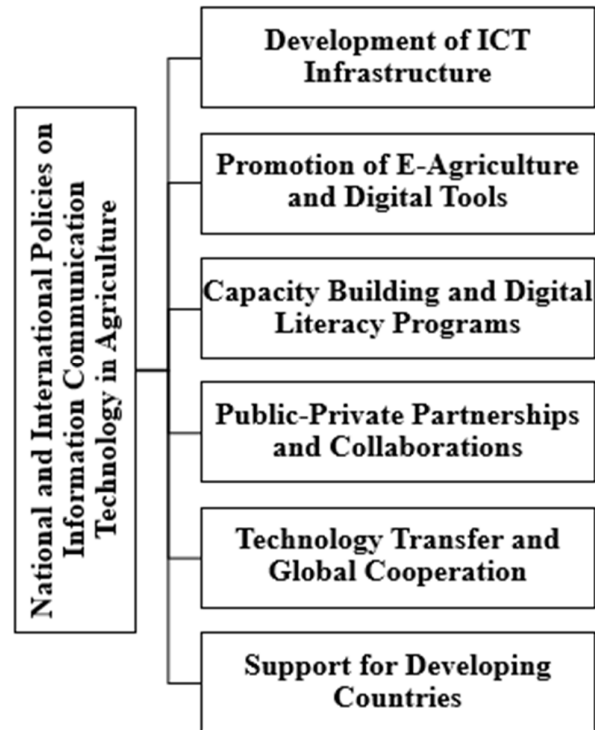 National and International Policies on
Information Communication
Technology in Agriculture
Development of ICT
Infrastructure
Promotion of E-Agriculture
and Digital Tools
Capacity Building and Digital
Literacy Programs
Public-Private Partnerships
and Collaborations
Technology Transfer and
Global Cooperation
Support for Developing
Countries